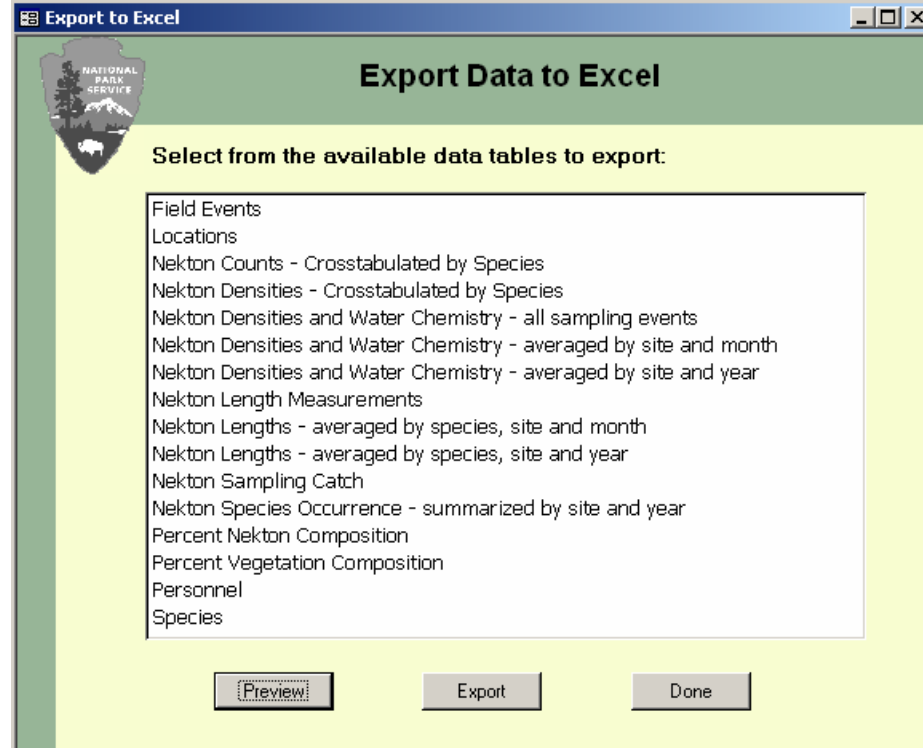 Export to Excel
NATIONAL
PARK
SERVICE
Export Data to Excel
Select from the available data tables to export:
Field Events
Locations
Nekton Counts - Crosstabulated by Species
Nekton Densities - Crosstabulated by Species
Nekton Densities and Water Chemistry - all sampling events
Nekton Densities and Water Chemistry - averaged by site and month
Nekton Densities and Water Chemistry - averaged by site and year
Nekton Length Measurements
Nekton Lengths - averaged by species, site and month
Nekton Lengths - averaged by species, site and year
Nekton Sampling Catch
Nekton Species Occurrence - summarized by site and year
Percent Nekton Composition
Percent Vegetation Composition
Personnel
Species
Preview Export Done